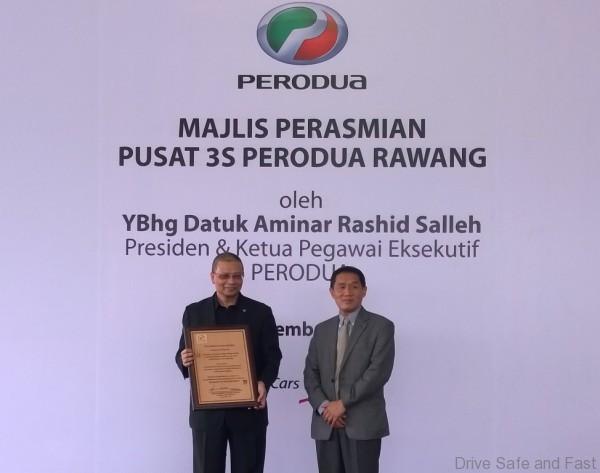 PERODUA
MAJLIS PERASMIAN
PUSAT 3S PERODUA RAWANG
oleh
YBhg Datuk Aminar Rashid Salleh
Presiden & Ketua Pegawai Eksekutif
PERODUA
Cars
Drive Safe and Fast